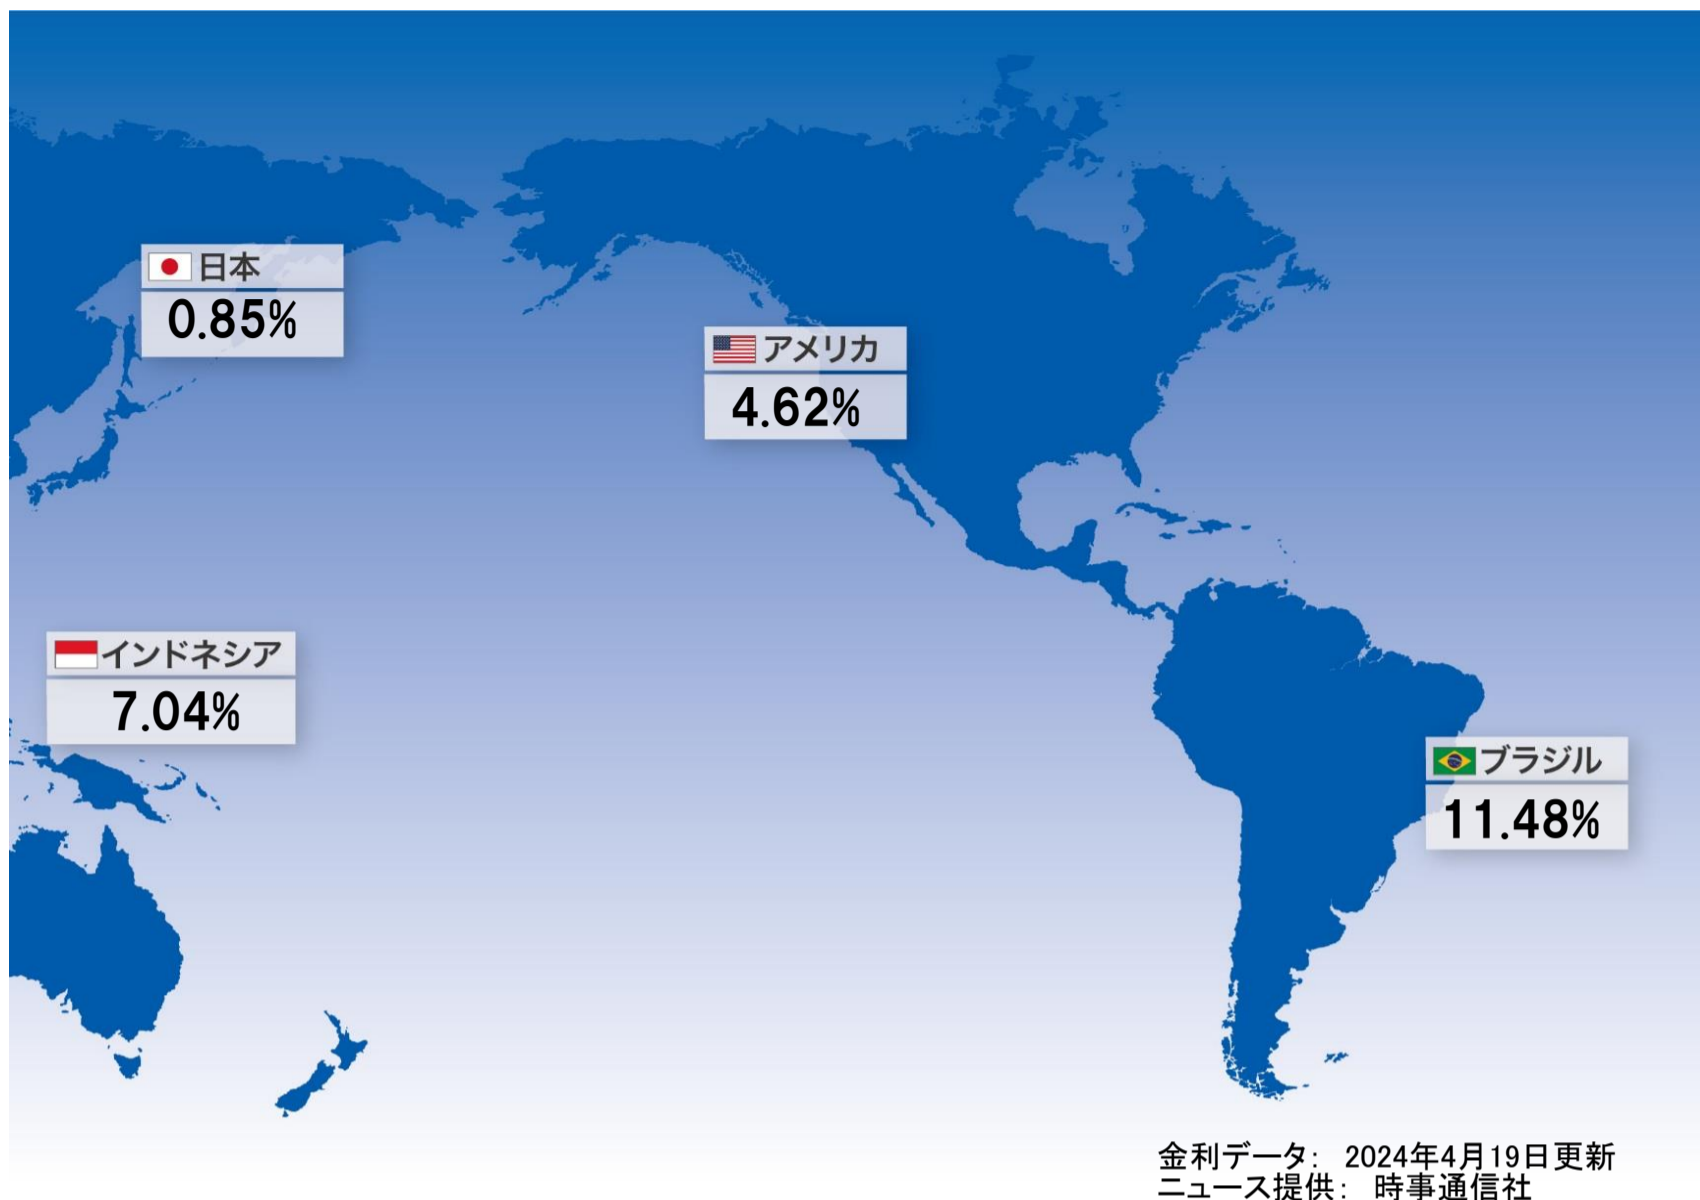 日本
0.85%
アメリカ
4.62%
インドネシア
7.04%
ブラジル
11.48%
金利データ: 2024年4月19日更新
ニュース提供: 時事通信社